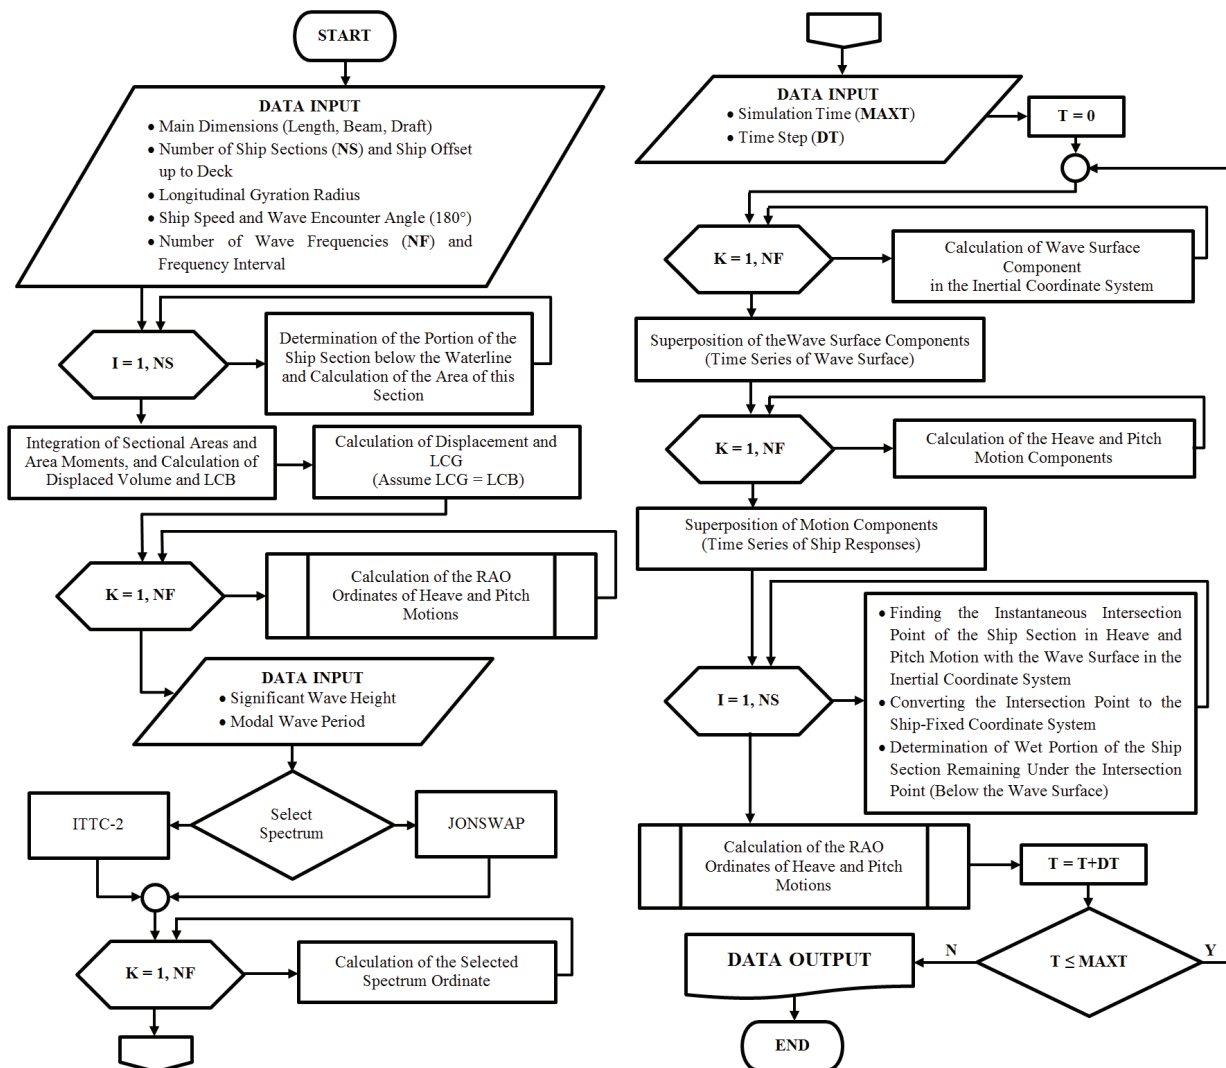 START
DATA INPUT
• Main Dimensions (Length, Beam, Draft)
• Number of Ship Sections (NS) and Ship Offset
up to Deck
• Longitudinal Gyration Radius
• Ship Speed and Wave Encounter Angle (180°)
• Number of Wave Frequencies (NF) and
Frequency Interval
I = 1, NS
Determination of the Portion of the
Ship Section below the Waterline
and Calculation of the Area of this
Section
Integration of Sectional Areas and
Area Moments, and Calculation of
Displaced Volume and LCB
Calculation of Displacement and
LCG
(Assume LCG = LCB)
K = 1, NF
Calculation of the RAO
Ordinates of Heave and Pitch
Motions
DATA INPUT
• Significant Wave Height
• Modal Wave Period
Select
Spectrum
ITTC-2
JONSWAP
K = 1, NF
Calculation of the Selected
Spectrum Ordinate
DATA INPUT
• Simulation Time (MAXT)
• Time Step (DT)
T = 0
K = 1, NF
Calculation of Wave Surface
Component
in the Inertial Coordinate System
Superposition of theWave Surface Components
(Time Series of Wave Surface)
K = 1, NF
Calculation of the Heave and Pitch
Motion Components
Superposition of Motion Components
(Time Series of Ship Responses)
I = 1, NS
• Finding the Instantaneous Intersection
Point of the Ship Section in Heave and
Pitch Motion with the Wave Surface in the
Inertial Coordinate System
• Converting the Intersection Point to the
Ship-Fixed Coordinate System
• Determination of Wet Portion of the Ship
Section Remaining Under the Intersection
Point (Below the Wave Surface)
Calculation of the RAO
Ordinates of Heave and Pitch
Motions
T = T+DT
T ≤ MAXT
N
Y
DATA OUTPUT
END